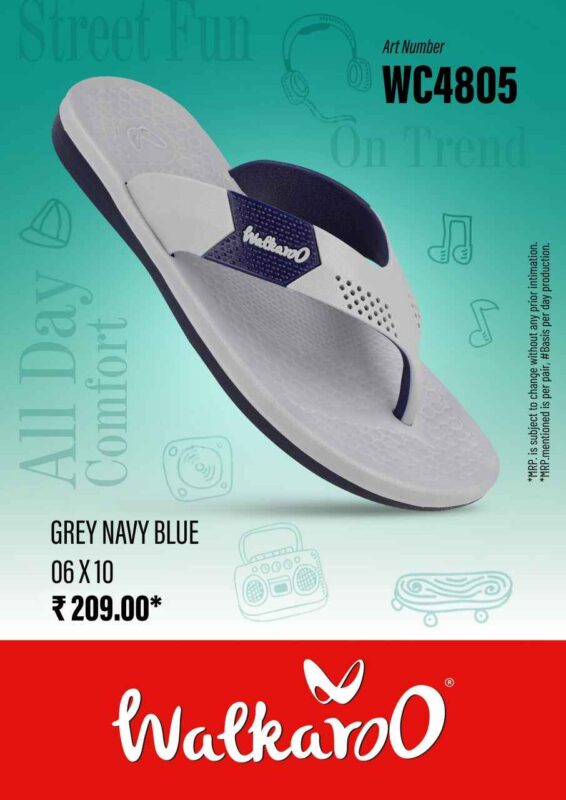 Street Fun
Art Number
WC4805
On Trend
Walkaroo
All Day
Comfort
*MRP. is subject to change without any prior intimation.
*MRP.mentioned is per pair, #Basis per day production.
GREY NAVY BLUE
06 X 10
₹ 209.00*
Walkaroo®